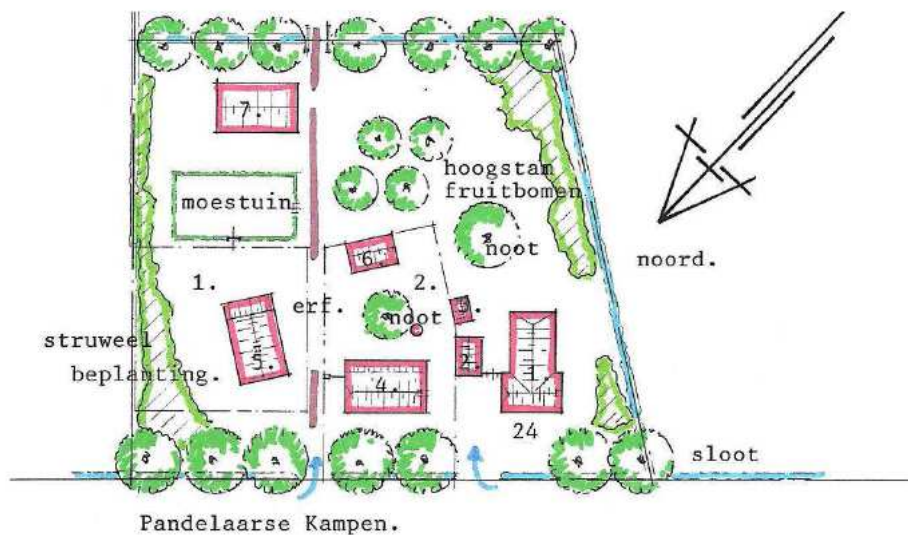 7.
hoogstam
fruitbomen
moestuin
noot
noord.
6.
1.
2.
erf.
noot
struweel
beplanting.
5.
2.
1.
4.
24
sloot
Pandelaarse Kampen.